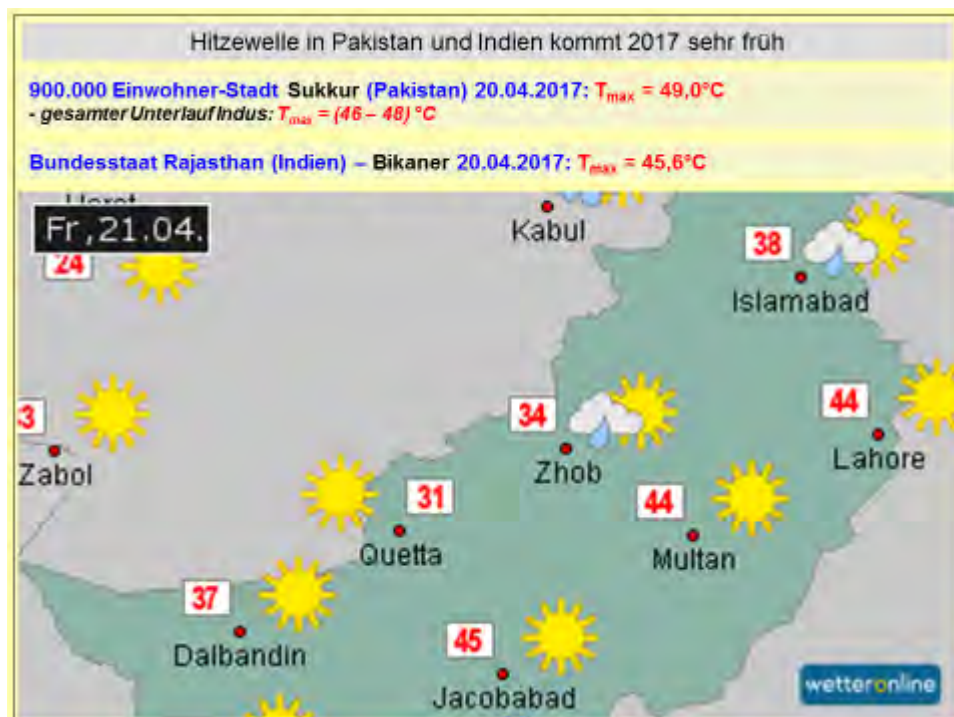 Hitzewelle in Pakistan und Indien kommt 2017 sehr früh
900.000 Einwohner-Stadt Sukkur (Pakistan) 20.04.2017: Tmax = 49,0°C
- gesamter Unterlauf Indus: Tmax = (46 – 48) °C
Bundesstaat Rajasthan (Indien) – Bikaner 20.04.2017: Tmax = 45,6°C
Fr,21.04.
Kabul
24
38
Islamabad
34
44
Zabol
Zhob
Lahore
31
44
Quetta
Multan
37
Dalbandin
45
Jacobabad
wetteronline